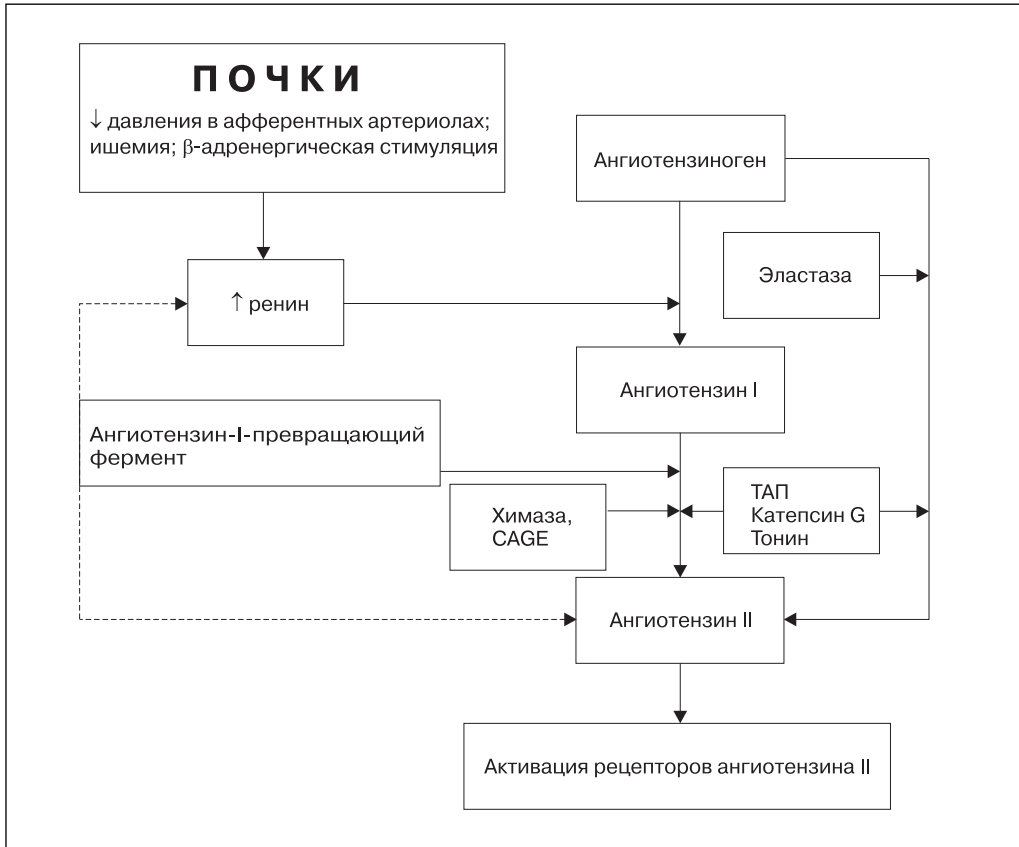 ПОЧКИ
↓ давления в афферентных артериолах;
ишемия; β-адренергическая стимуляция
Ангиотензиноген
Эластаза
↑ ренин
Ангиотензин I
Ангиотензин-I-превращающий
фермент
Химаза,
CAGE
ТАП
Катепсин G
Тонин
Ангиотензин II
Активация рецепторов ангиотензина II